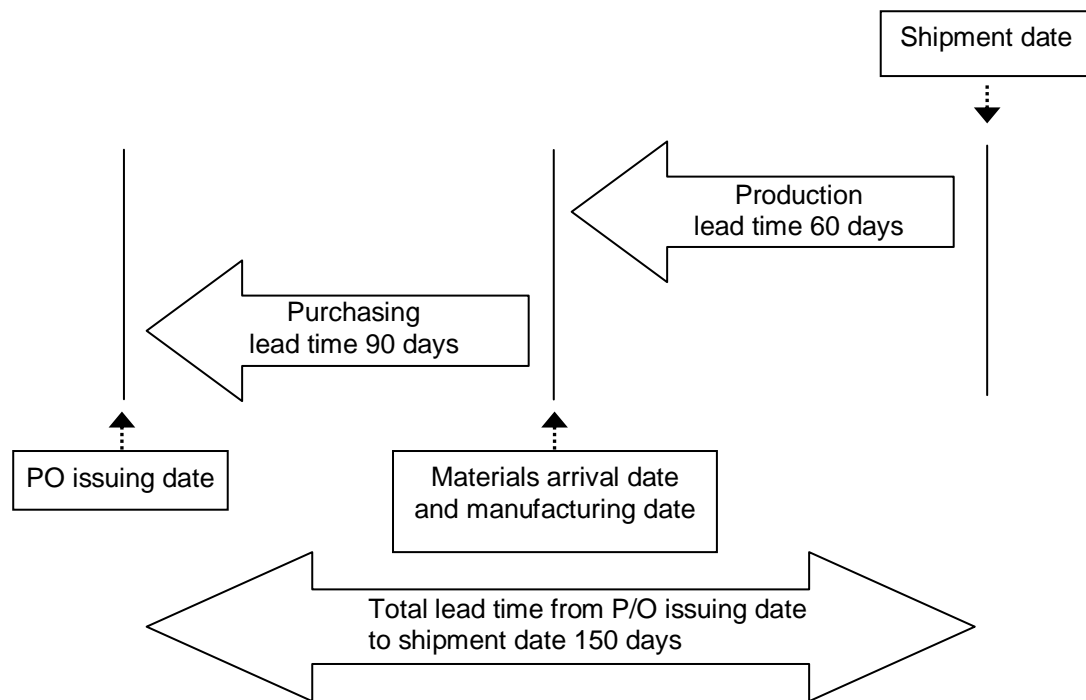 Shipment date
Production
lead time 60 days
Purchasing
lead time 90 days
PO issuing date
Materials arrival date
and manufacturing date
Total lead time from P/O issuing date
to shipment date 150 days